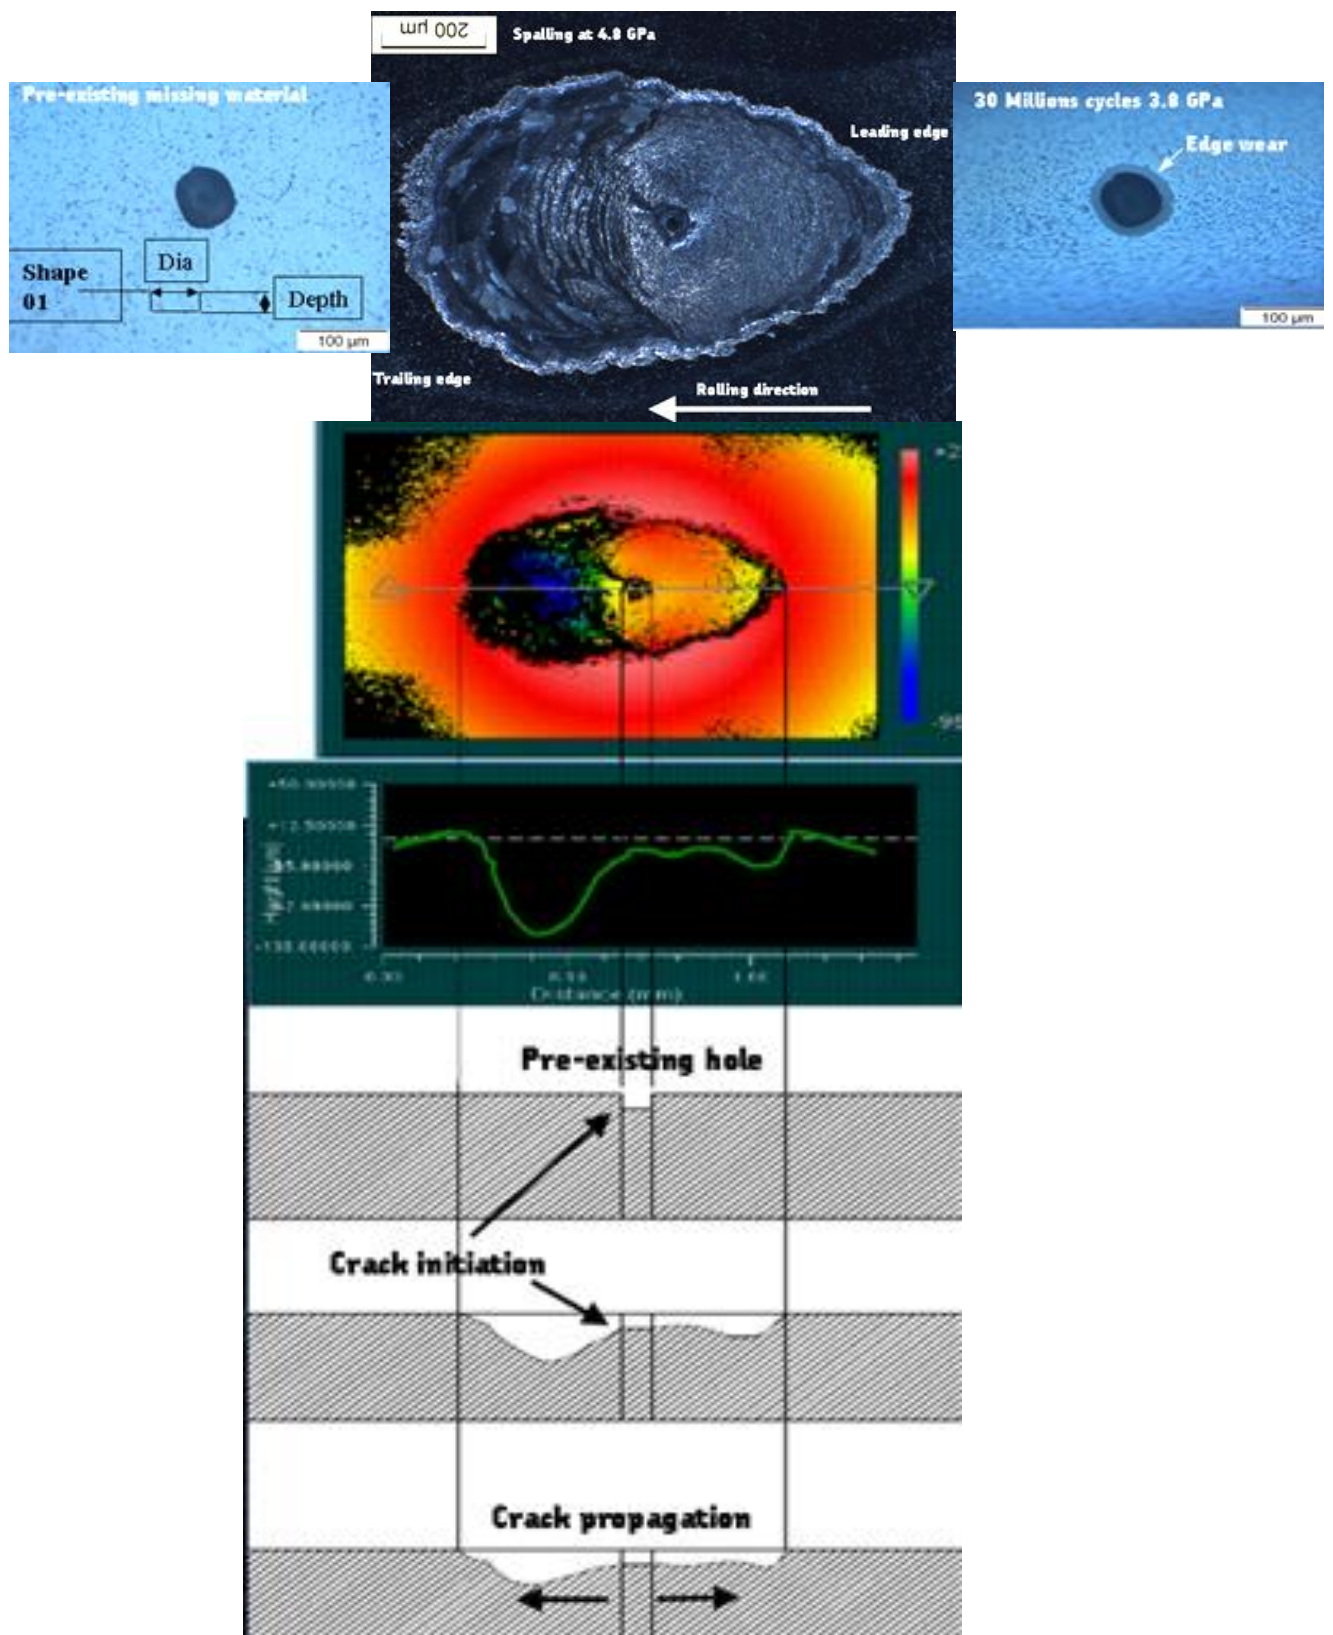 200 µm
Spalling at 4.8 GPa
Pre-existing missing material
30 Millions cycles 3.8 GPa
Leading edge
Edge wear
Dia
Shape
01
Depth
100 µm
100 µm
Trailing edge
Rolling direction
Distance (mm)
Pre-existing hole
Crack initiation
Crack propagation